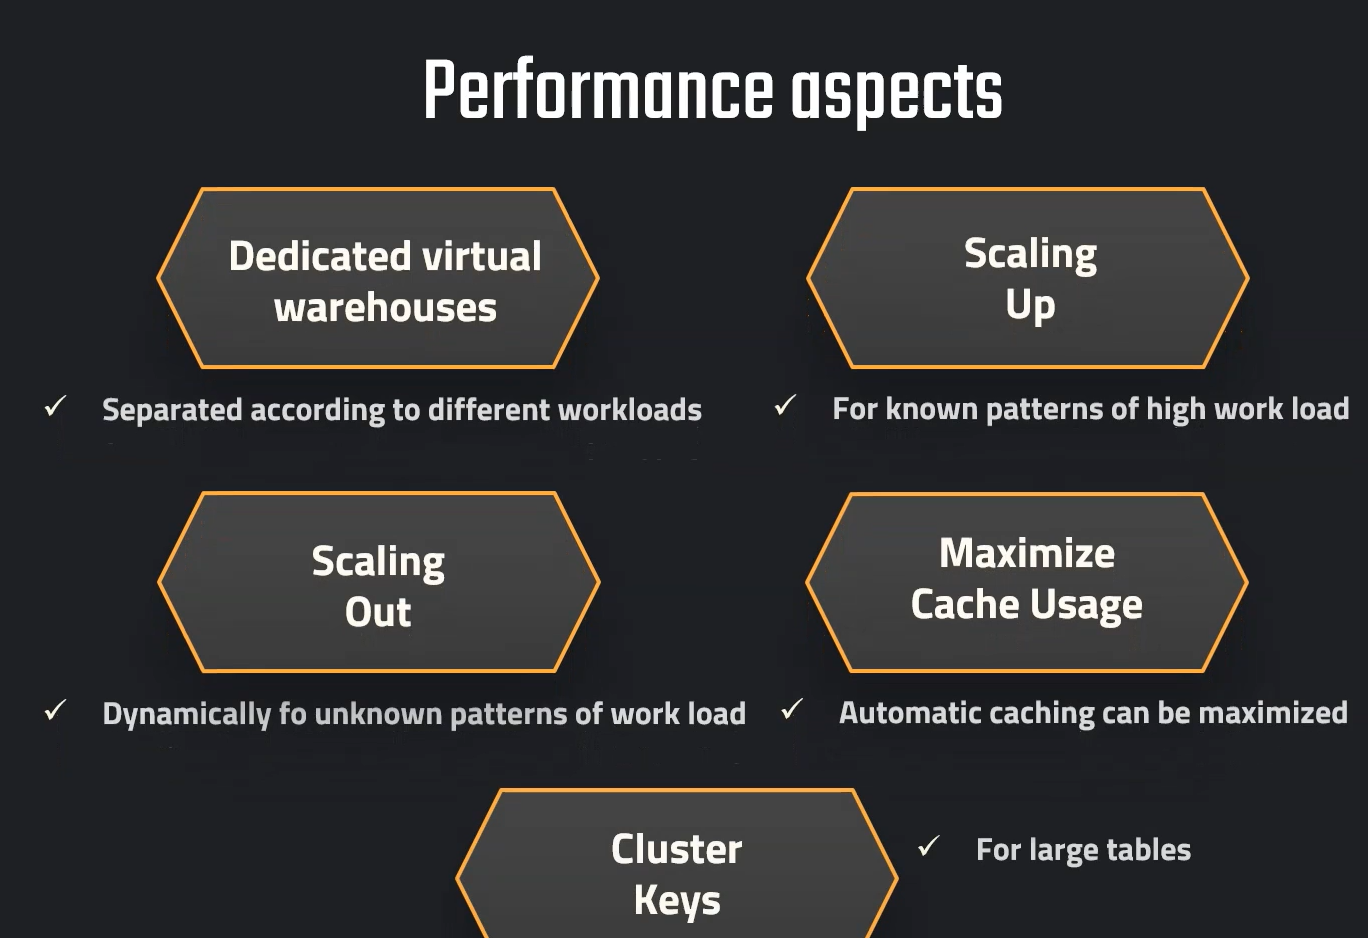 Performance aspects
Dedicated virtual
warehouses
✓ Separated according to different workloads
Scaling
Up
✓ For known patterns of high work load
Scaling
Out
✓ Dynamically fo unknown patterns of work load
Maximize
Cache Usage
✓ Automatic caching can be maximized
Cluster
Keys
✓ For large tables